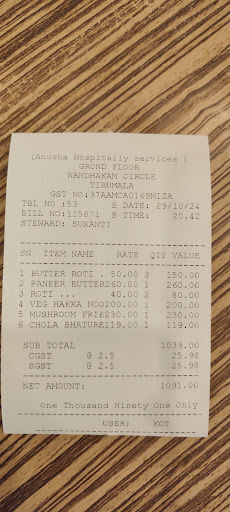 (Anusha Hospitally services )
GROND FLOOR
NANDHAKAM CIRCLE
TIRUMALA
GST NO:37AAMCA0169M1ZA
TBL NO :53 B DATE: 29/10/24
BILL NO:115871 B TIME: 20.42
STEWARD: SUKANTI
SN ITEM NAME RATE QTY VALUE
1 BUTTER ROTI . 50.00 3 150.00
2 PANEER BUTTER260.00 1 260.00
3 ROTI ... 40.00 2 80.00
4 VEG HAKKA NOO200.00 1 200.00
5 MUSHROOM FRIE230.00 1 230.00
6 CHOLA BHATURE119.00 1 119.00
SUB TOTAL 1039.00
CGST @ 2.5 25.98
SGST @ 2.5 25.98
NET AMOUNT: 1091.00
One Thousand Ninety One Only
USER: KOT